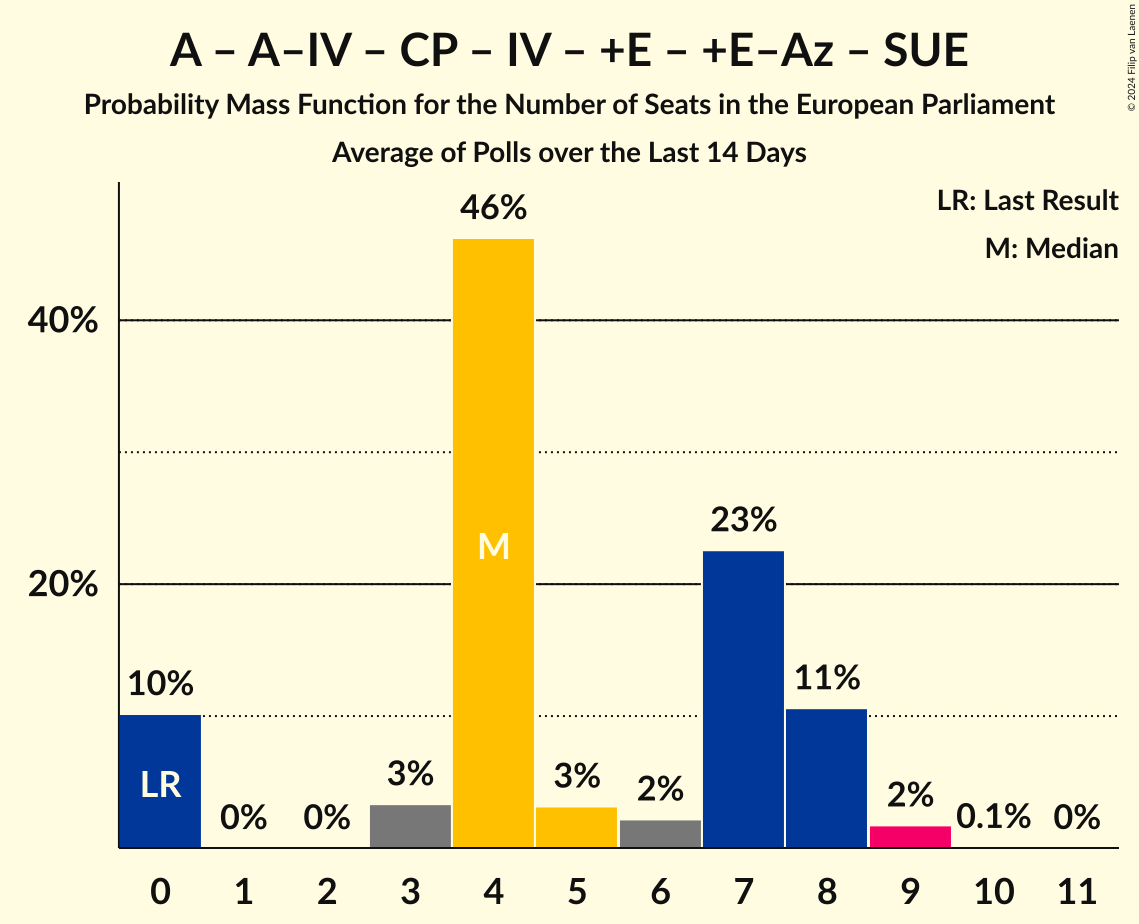 A – A–IV – CP – IV – +E – +E–Az – SUE
Probability Mass Function for the Number of Seats in the European Parliament
Average of Polls over the Last 14 Days
© 2024 Filip van Laenen
LR: Last Result
M: Median
46%
40%
M
23%
20%
10%
11%
LR
0%
0%
3%
3%
2%
2%
0.1%
0%
0 1 2 3 4 5 6 7 8 9 10 11